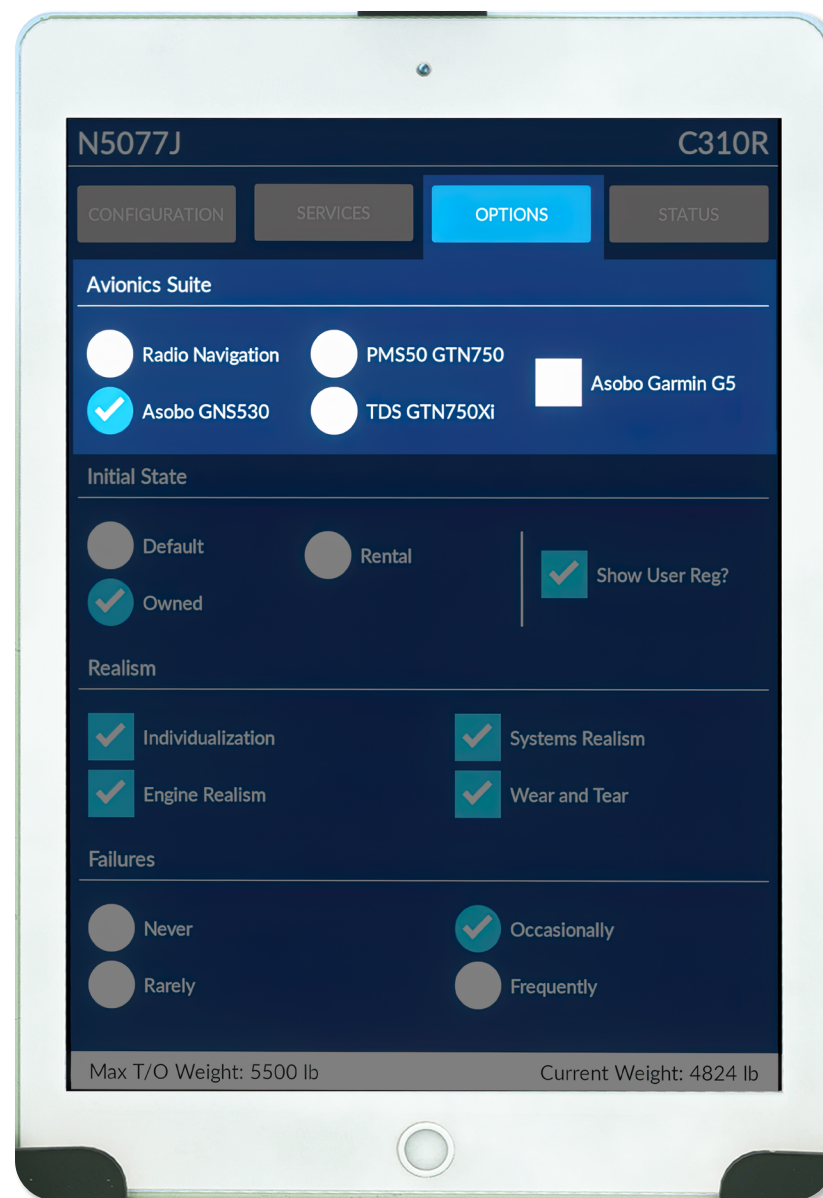 N5077J C310R
CONFIGURATION SERVICES OPTIONS STATUS
Avionics Suite
Radio Navigation PMS50 GTN750
Asobo Garmin G5
Asobo GNS530 TDS GTN750Xi
Initial State
Default Rental
Show User Reg?
Owned
Realism
Individualization Systems Realism
Engine Realism Wear and Tear
Failures
Never Occasionally
Rarely Frequently
Max T/O Weight: 5500 lb Current Weight: 4824 lb